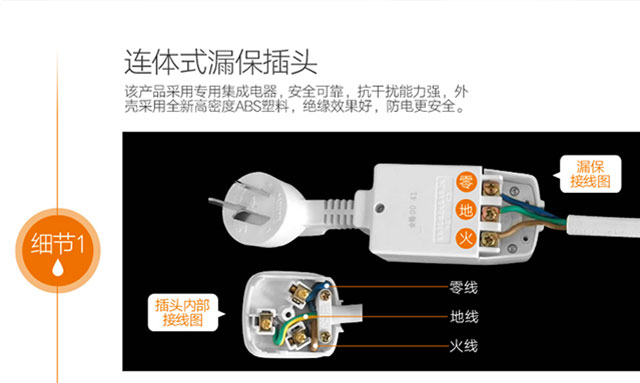 连体式漏保插头
该产品采用专用集成电器，安全可靠，抗干扰能力强，外
壳采用全新高密度ABS塑料，绝缘效果好，防电更安全。
细节1
漏保
接线图
零
地
火
插头内部
接线图
零线
地线
火线